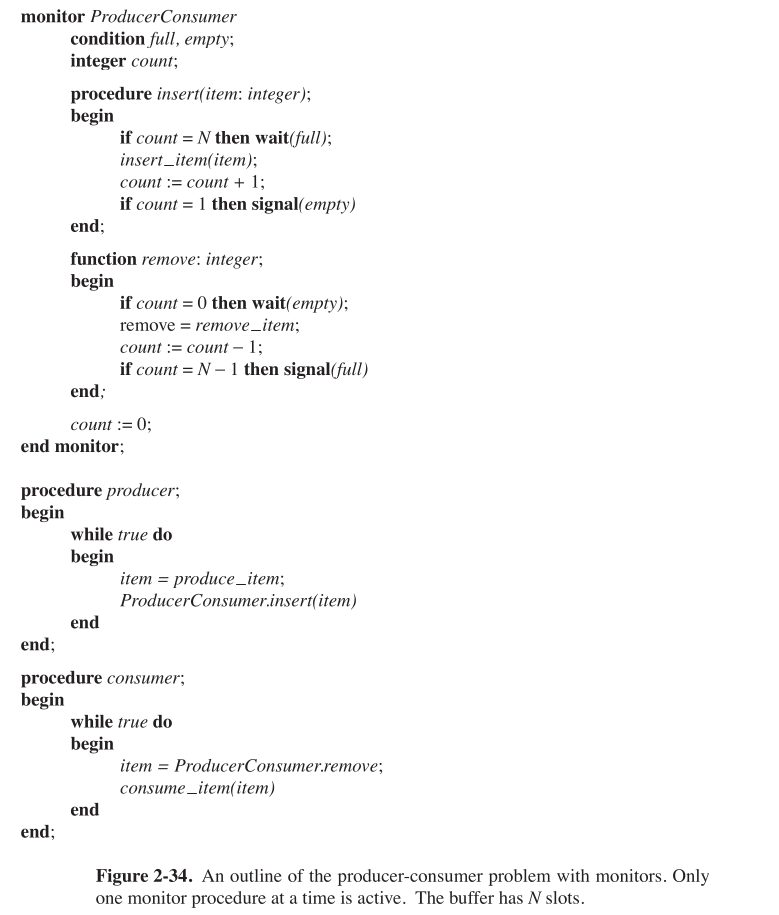 monitor ProducerConsumer
condition full, empty;
integer count;
procedure insert(item: integer);
begin
if count = N then wait(full);
insert_item(item);
count := count + 1;
if count = 1 then signal(empty)
end;
function remove: integer;
begin
if count = 0 then wait(empty);
remove = remove_item;
count := count − 1;
if count = N − 1 then signal(full)
end;
count := 0;
end monitor;
procedure producer;
begin
while true do
begin
item = produce_item;
ProducerConsumer.insert(item)
end
end;
procedure consumer;
begin
while true do
begin
item = ProducerConsumer.remove;
consume_item(item)
end
end;
Figure 2-34. An outline of the producer-consumer problem with monitors. Only
one monitor procedure at a time is active. The buffer has N slots.